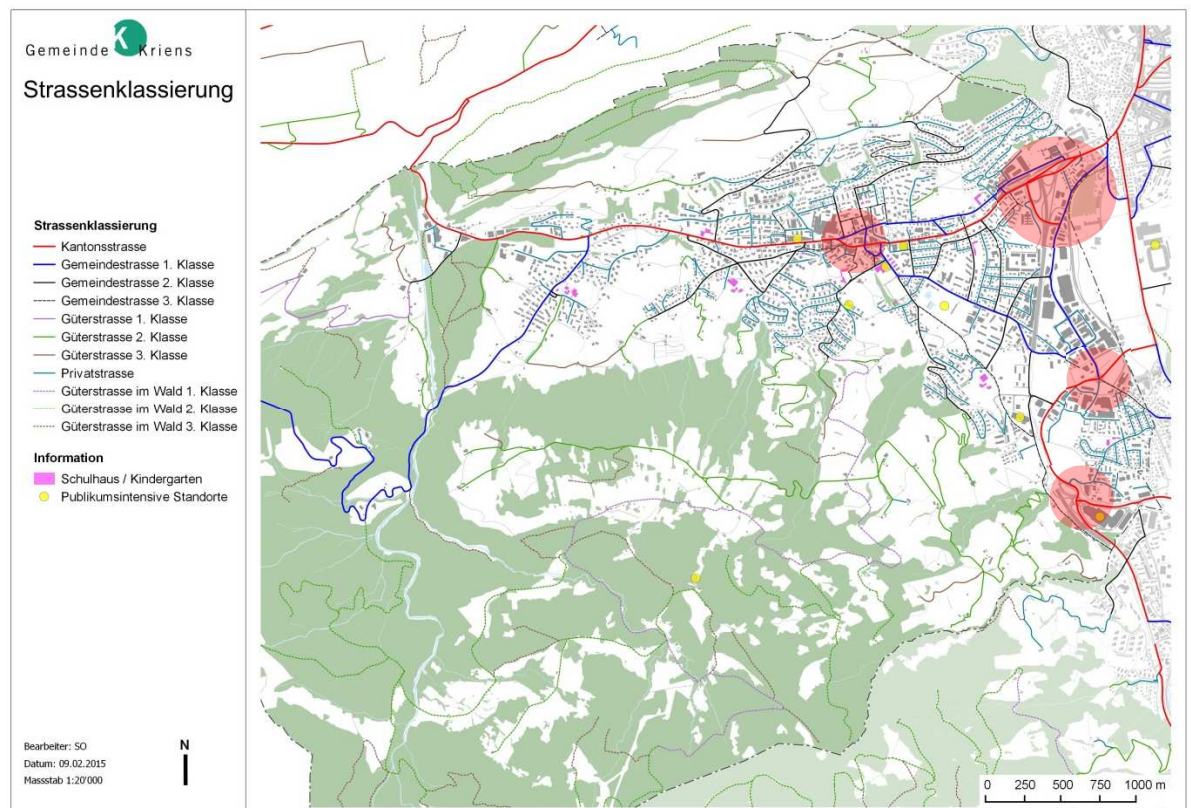 Gemeinde K Kriens
Strassenklassierung
Strassenklassierung
Kantonsstrasse
Gemeindestrasse 1. Klasse
Gemeindestrasse 2. Klasse
Gemeindestrasse 3. Klasse
Güterstrasse 1. Klasse
Güterstrasse 2. Klasse
Güterstrasse 3. Klasse
Privatstrasse
Güterstrasse im Wald 1. Klasse
Güterstrasse im Wald 2. Klasse
Güterstrasse im Wald 3. Klasse
Information
Schulhaus / Kindergarten
Publikumsintensive Standorte
Bearbeiter: SO
Datum: 09.02.2015
Massstab 1:20'000
N
0 250 500 750 1000 m